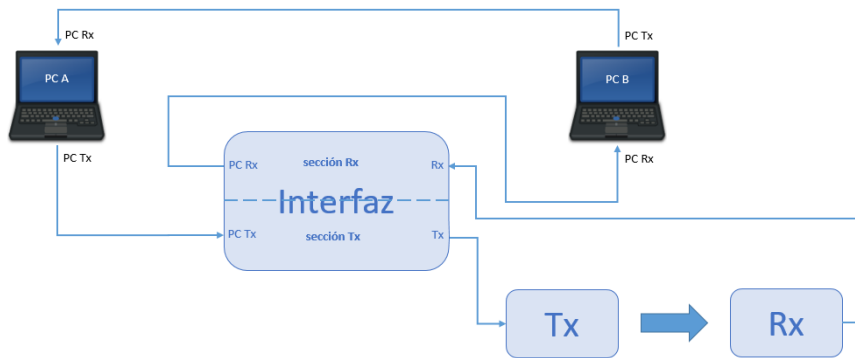 PC Rx
PC Tx
PC A
PC B
PC Tx
PC Rx
PC Rx
sección Rx
Rx
Interfaz
PC Tx
sección Tx
Tx
Tx
Rx